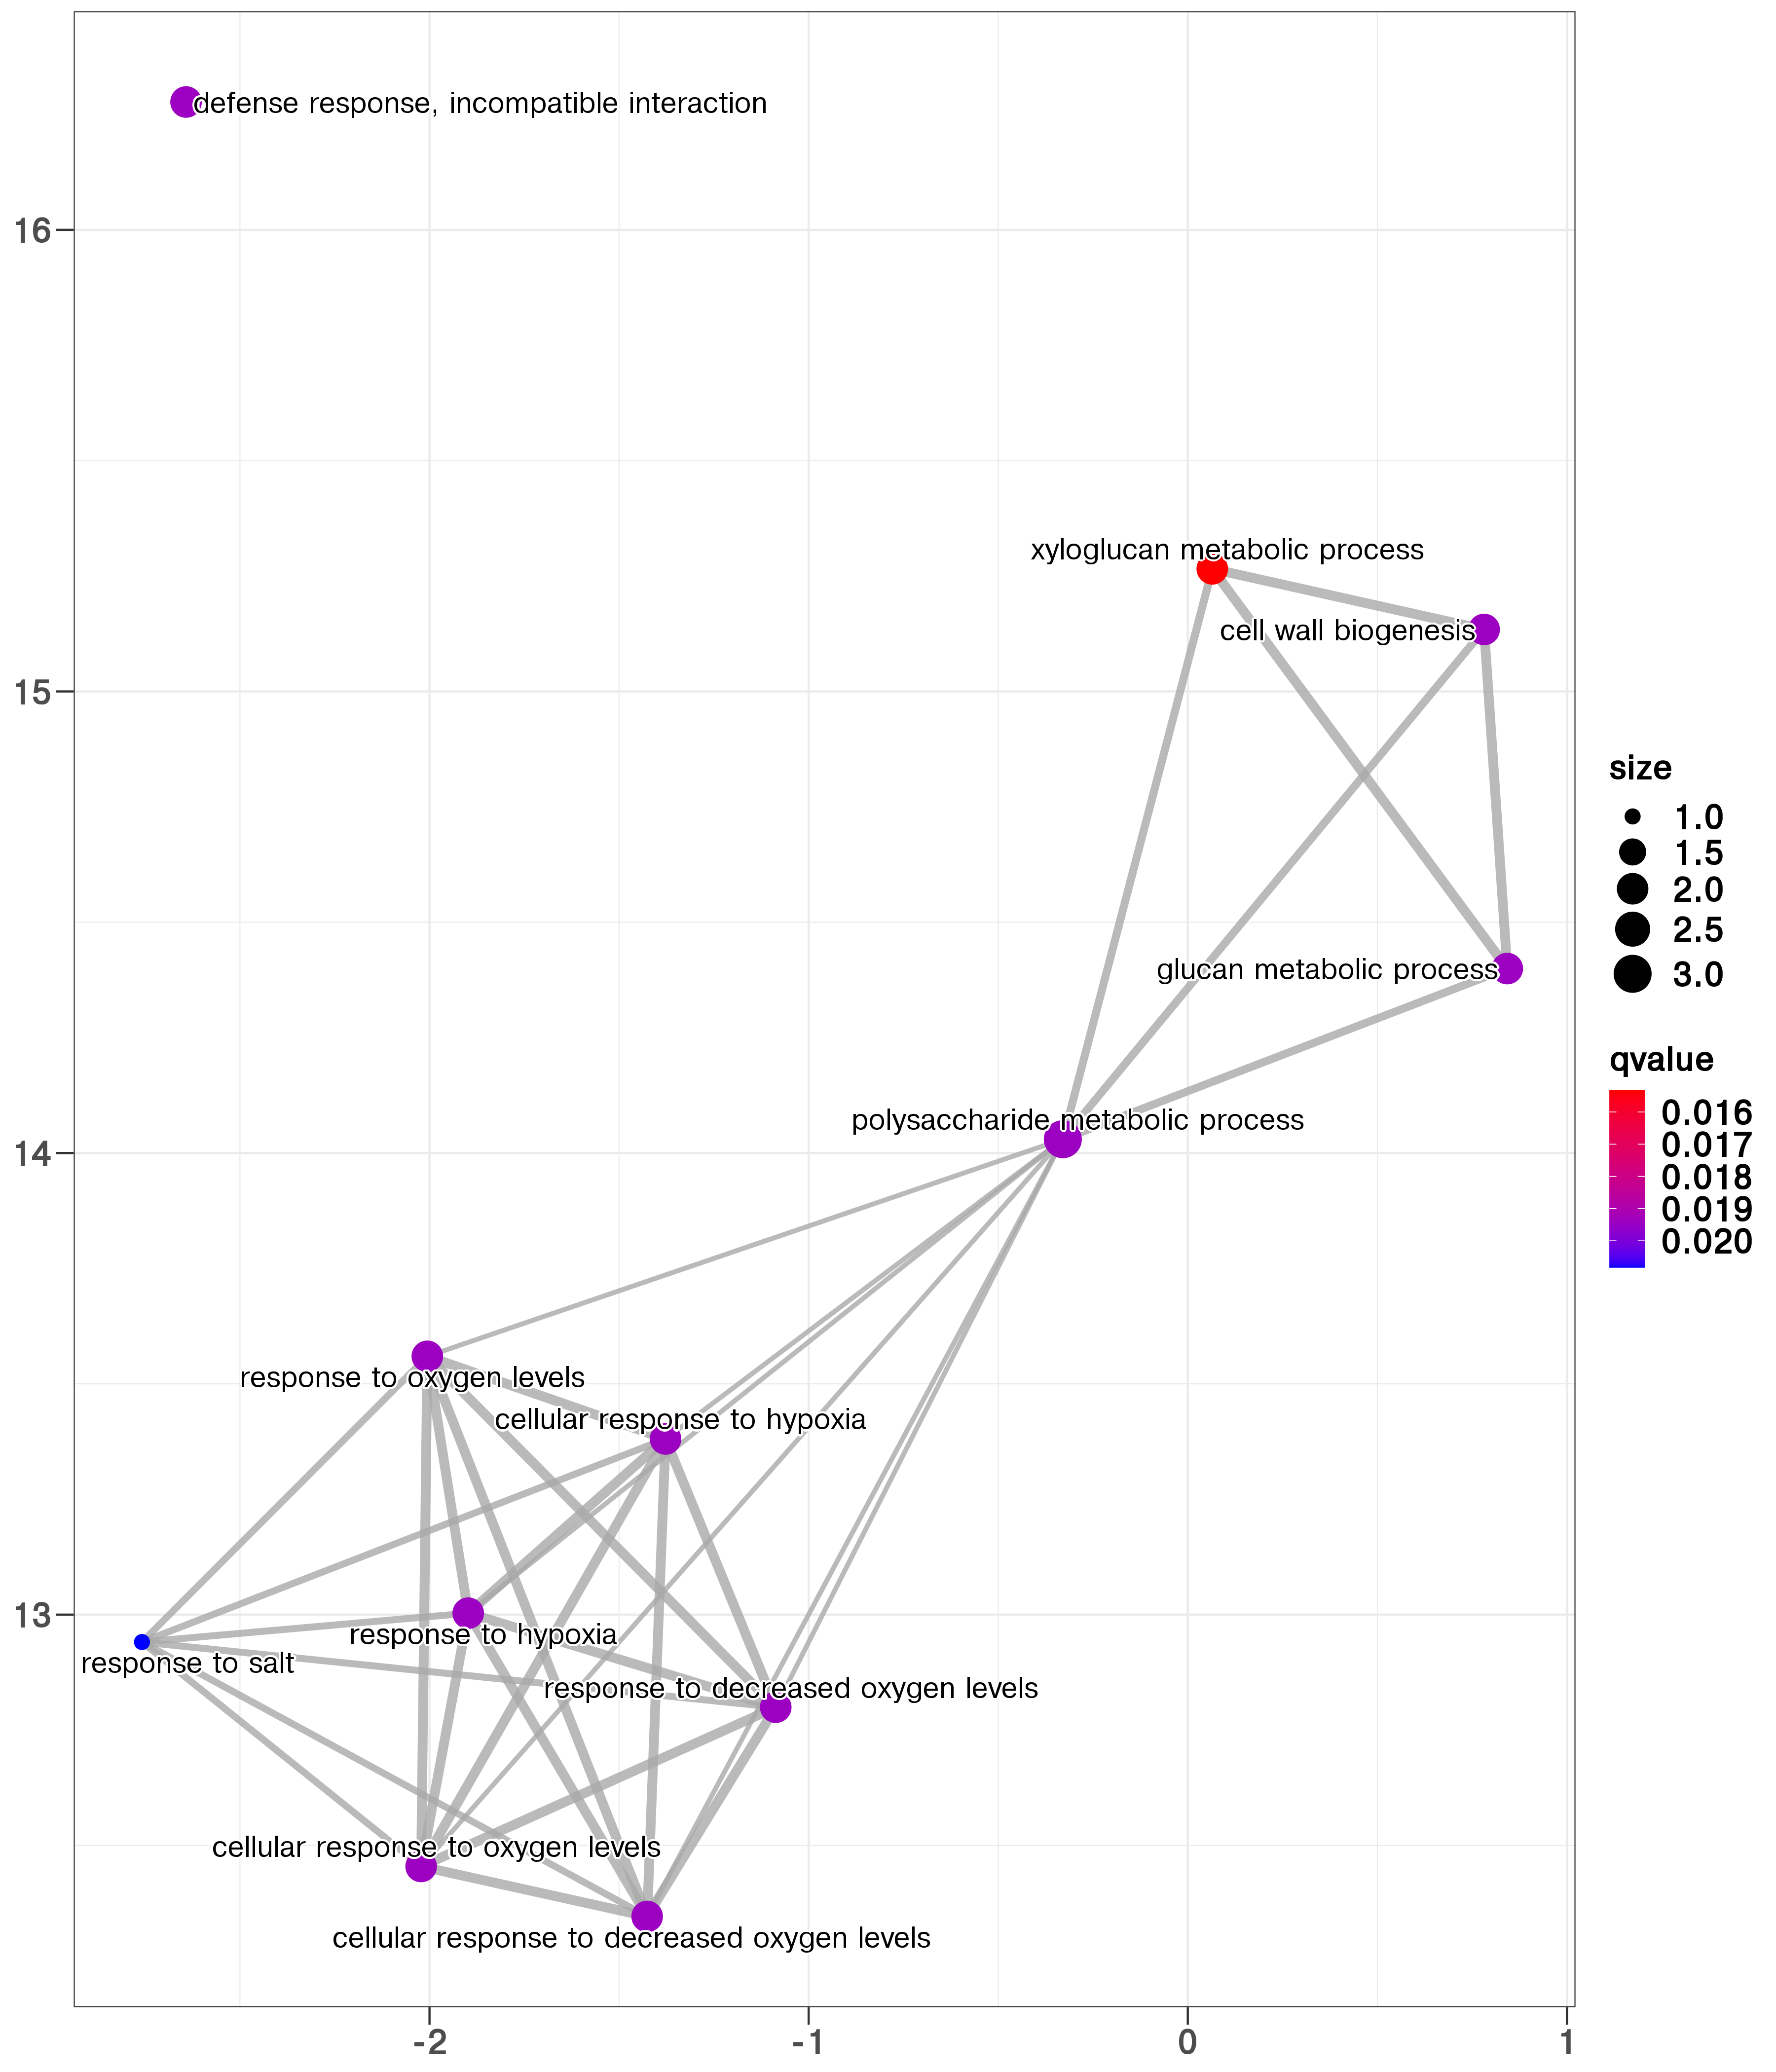 defense response, incompatible interaction
16
xyloglucan metabolic process
cell wall biogenesis
15
size
1.0
1.5
2.0
2.5
3.0
glucan metabolic process
qvalue
0.016
0.017
0.018
0.019
0.020
polysaccharide metabolic process
14
response to oxygen levels
cellular response to hypoxia
13
response to hypoxia
response to salt
response to decreased oxygen levels
cellular response to oxygen levels
cellular response to decreased oxygen levels
-2
-1
0
1